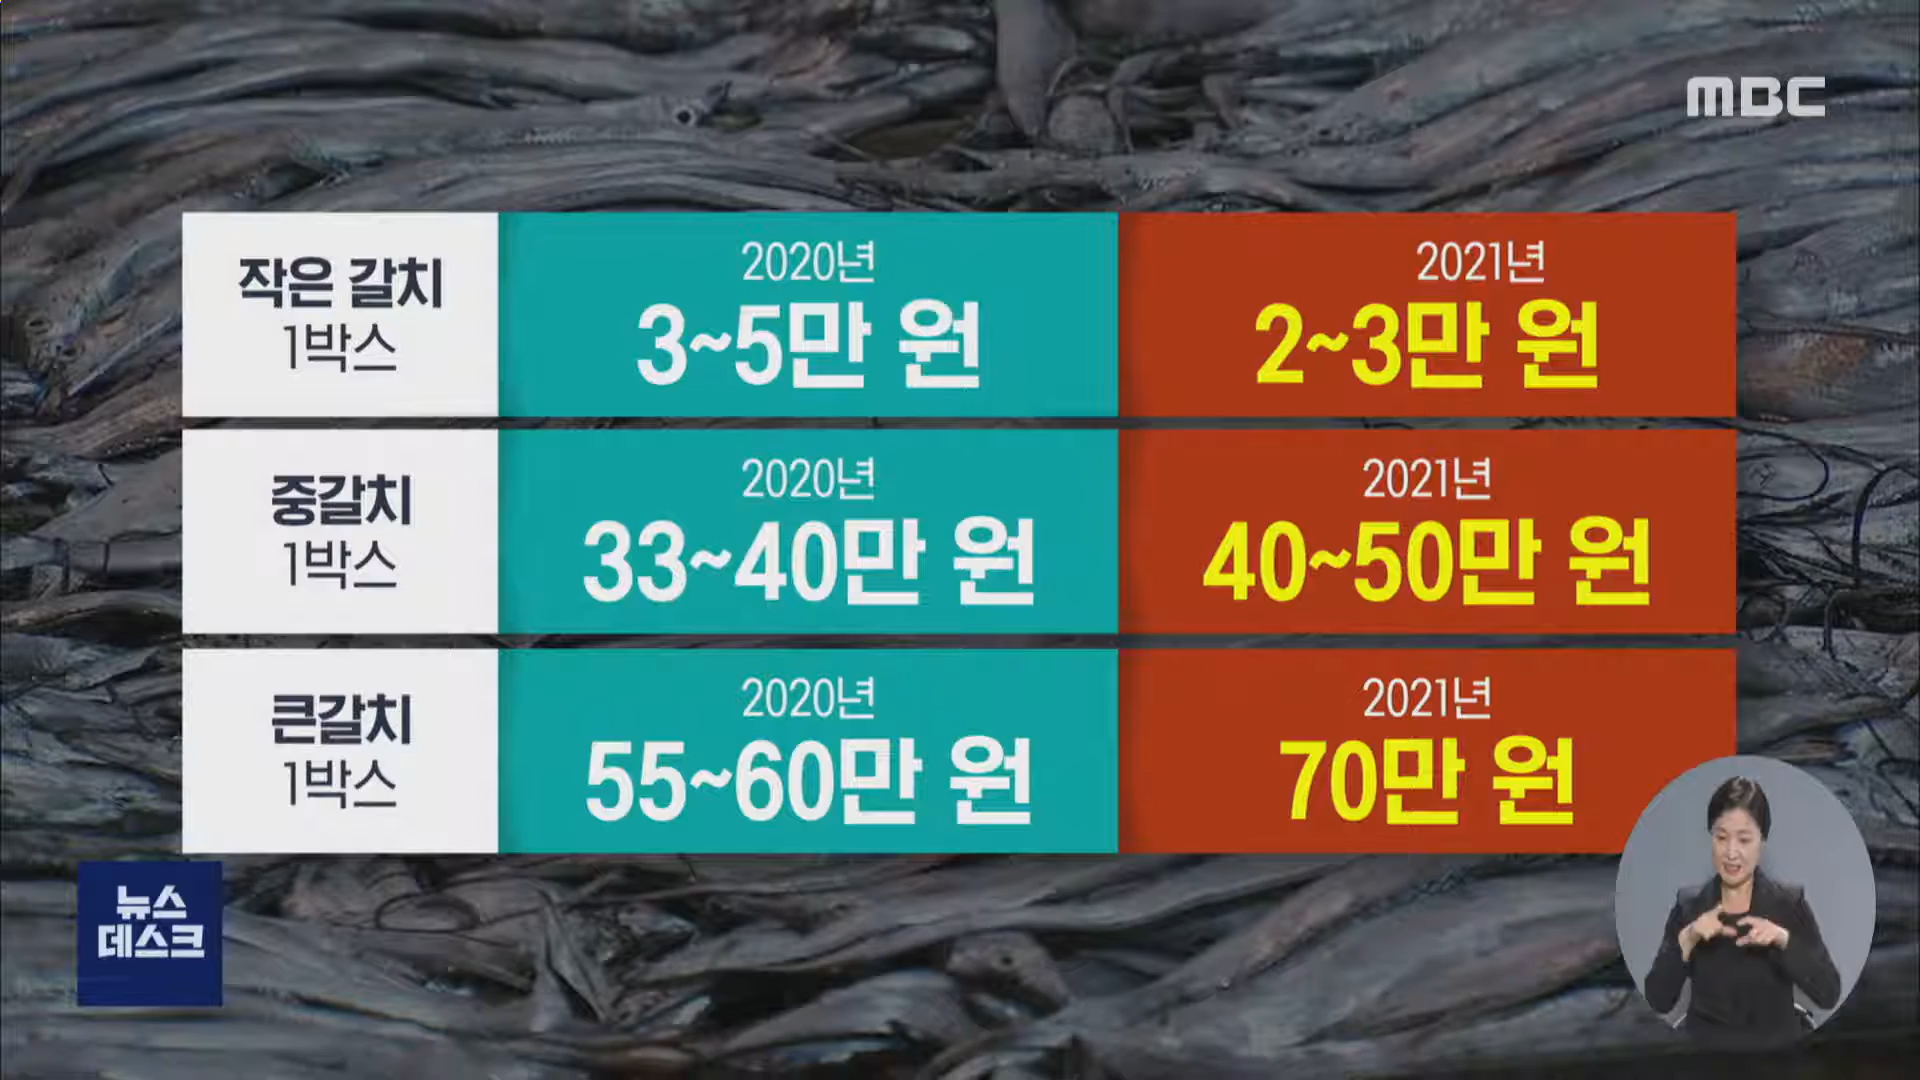 MBC
작은 갈치
1박스
2020년
3~5만 원
2021년
2~3만 원
중갈치
1박스
2020년
33~40만 원
2021년
40~50만 원
큰갈치
1박스
2020년
55~60만 원
2021년
70만 원
뉴스
데스크